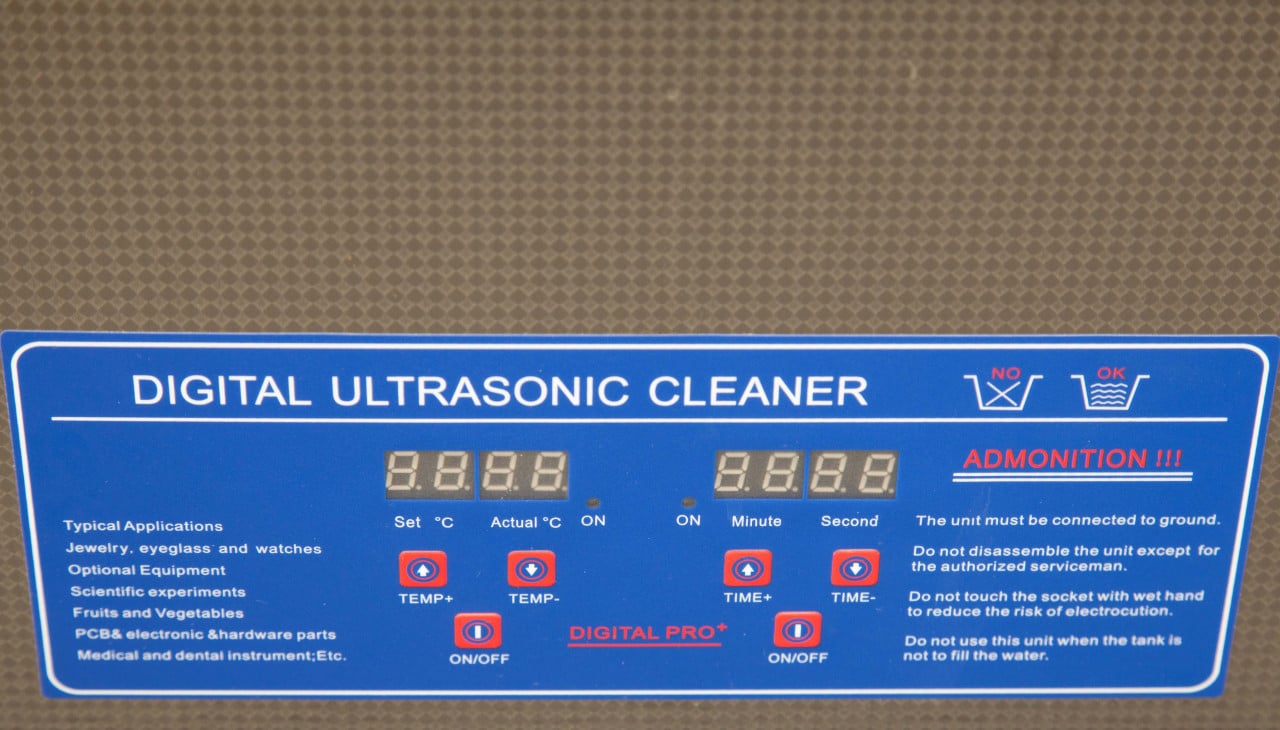 DIGITAL ULTRASONIC CLEANER
NO
OK
ADMONITION !!!
Set °C
Actual °C
ON
ON
Minute
Second
Typical Applications
Jewelry. eyeglass and watches
Optional Equipment
Scientific experiments
Fruits and Vegetables
PCB& electronic &hardware parts
Medical and dental instrument;Etc.
TEMP+
TEMP-
ON/OFF
DIGITAL PRO+
TIME+
TIME-
ON/OFF
The unit must be connected to ground.
Do not disassemble the unit except for
the authorized serviceman.
Do not touch the socket with wet hand
to reduce the risk of electrocution.
Do not use this unit when the tank is
not to fill the water.